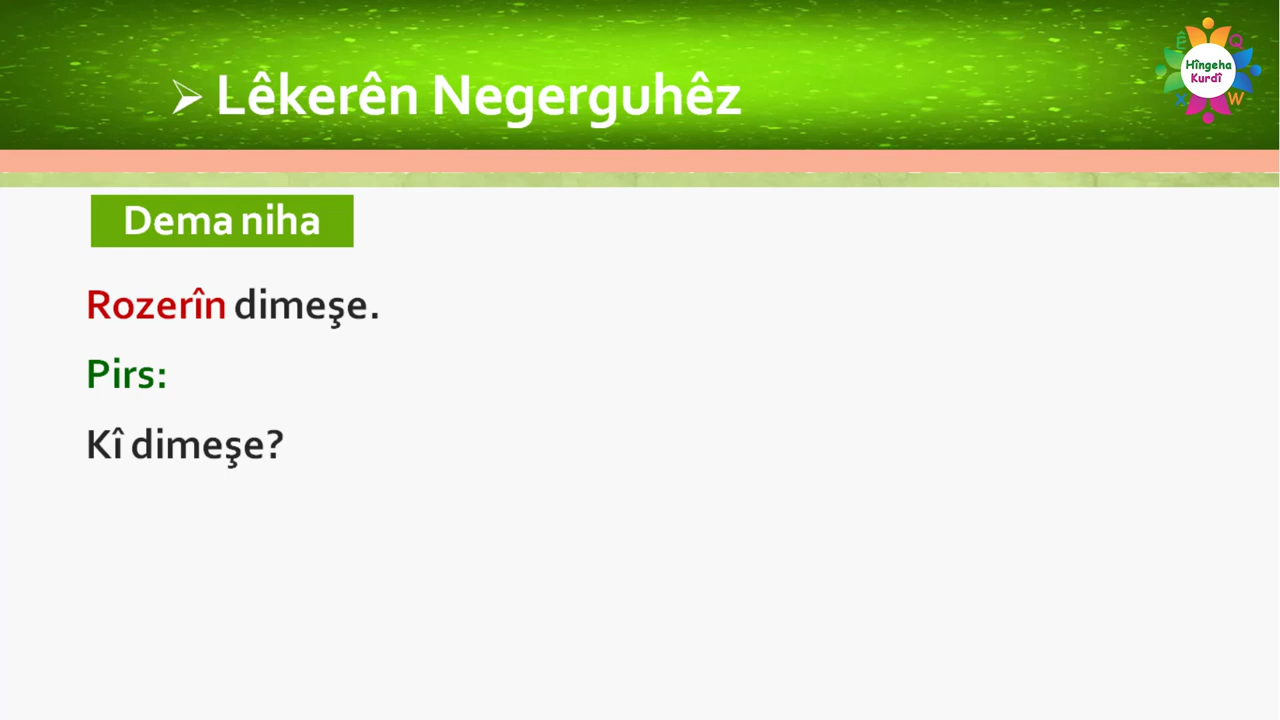 ➢ Lêkerên Negerguhêz
Ê Q
Hîngeha
Kurdî
X W
Dema niha
Rozerîn dimeşe.
Pirs:
Kî dimeşe?